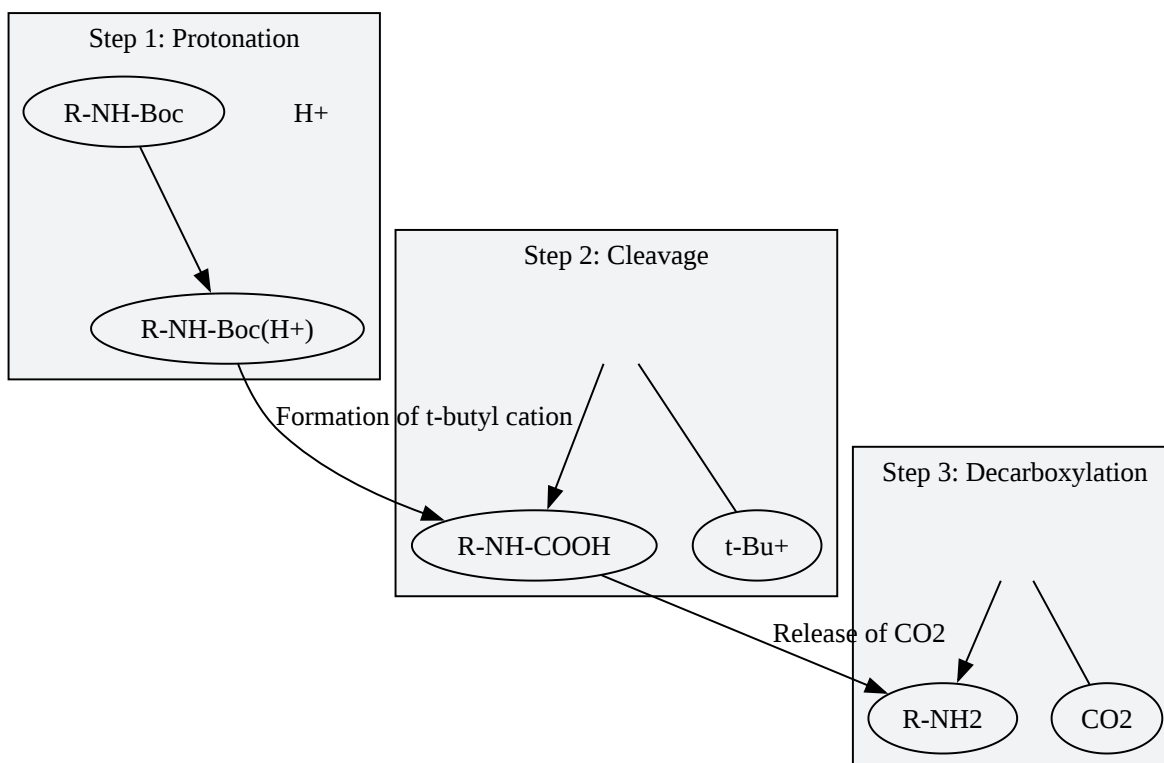 Step 1: Protonation
R-NH-Boc
H+
R-NH-Boc(H+)
Formation of t-butyl cation
Step 2: Cleavage
R-NH-COOH
t-Bu+
Release of CO2
Step 3: Decarboxylation
R-NH2
CO2